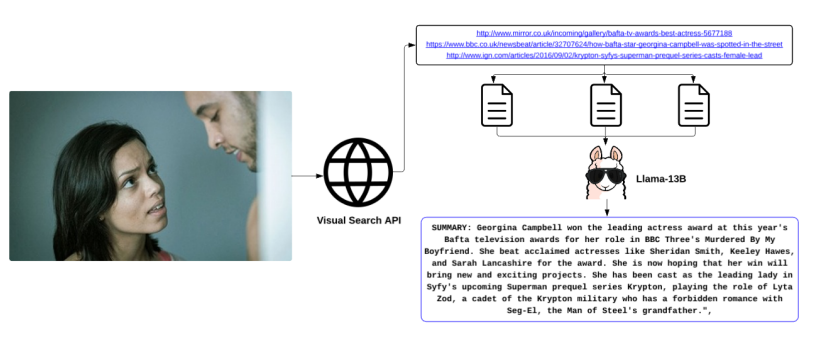 http://www.mirror.co.uk/incoming/gallery/bafta-tv-awards-best-actress-5677188
https://www.bbc.co.uk/newsbeat/article/32707624/how-bafta-star-georgina-campbell-was-spotted-in-the-street
http://www.ign.com/articles/2016/09/02/krypton-syfys-superman-prequel-series-casts-female-lead
Visual Search API
Llama-13B
SUMMARY: Georgina Campbell won the leading actress award at this year's
Bafta television awards for her role in BBC Three's Murdered By My
Boyfriend. She beat acclaimed actresses like Sheridan Smith, Keeley Hawes,
and Sarah Lancashire for the award. She is now hoping that her win will
bring new and exciting projects. She has been cast as the leading lady in
Syfy's upcoming Superman prequel series Krypton, playing the role of Lyta
Zod, a cadet of the Krypton military who has a forbidden romance with
Seg-El, the Man of Steel's grandfather.",